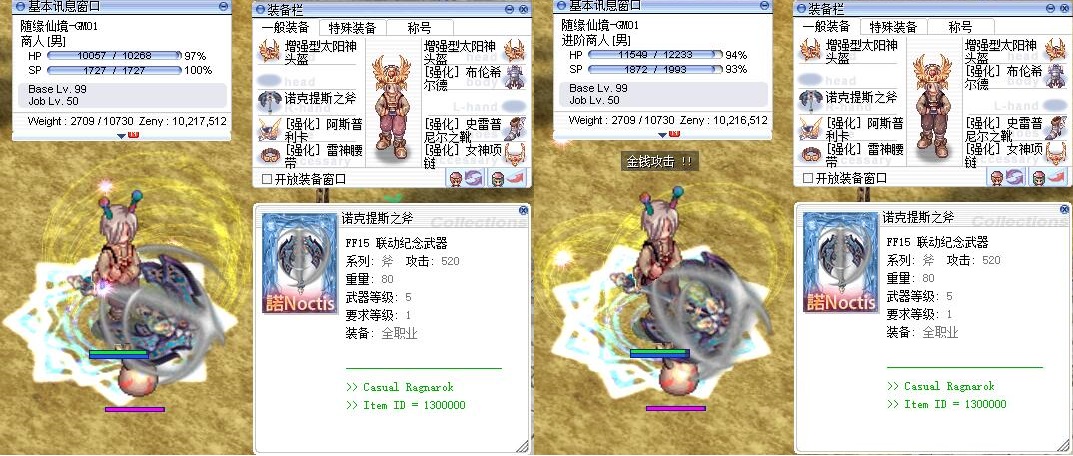 基本讯息窗口
随缘仙境-GM01
商人 [男]
HP 10057 / 10268 97%
SP 1727 / 1727 100%
Base Lv. 99
Job Lv. 50
Weight : 2709 / 10730 Zeny : 10,217,512
装备栏
一般装备 特殊装备 称号
增强型太阳神头盔
增强型太阳神头盔
head
[强化] 布伦希尔德
诺克提斯之斧
L-hand
[强化] 阿斯普利卡
[强化] 史雷普尼尔之靴
[强化] 雷神腰带
[强化] 女神项链
开放装备窗口
诺克提斯之斧
Collections
FF15 联动纪念武器
系列: 斧 攻击: 520
重量: 80
武器等级: 5
要求等级: 1
装备: 全职业
諾Noctis
>> Casual Ragnarok
>> Item ID = 1300000
基本讯息窗口
随缘仙境-GM01
进阶商人 [男]
HP 11549 / 12233 94%
SP 1872 / 1993 93%
Base Lv. 99
Job Lv. 50
Weight : 2709 / 10730 Zeny : 10,216,512
金钱攻击 !!
装备栏
一般装备 特殊装备 称号
增强型太阳神头盔
增强型太阳神头盔
head
[强化] 布伦希尔德
诺克提斯之斧
L-hand
[强化] 阿斯普利卡
[强化] 史雷普尼尔之靴
[强化] 雷神腰带
[强化] 女神项链
开放装备窗口
诺克提斯之斧
Collections
FF15 联动纪念武器
系列: 斧 攻击: 520
重量: 80
武器等级: 5
要求等级: 1
装备: 全职业
諾Noctis
>> Casual Ragnarok
>> Item ID = 1300000